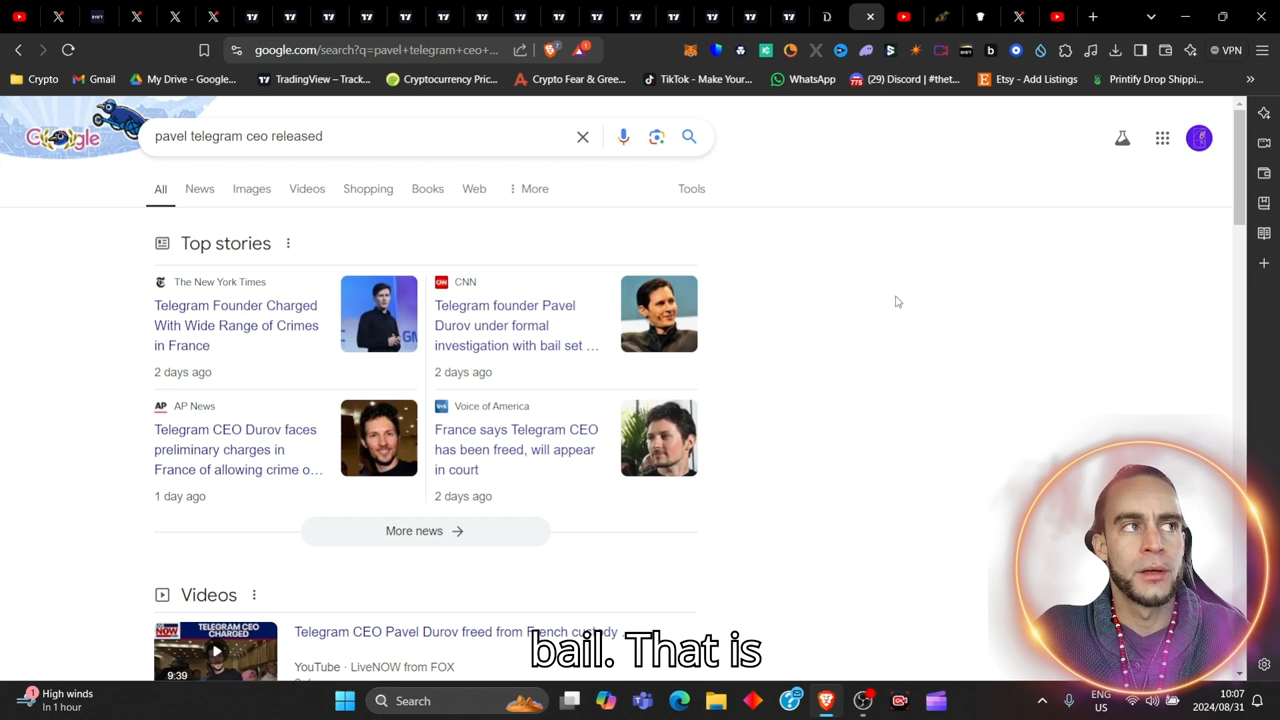 google.com/search?q=pavel+telegram+ceo+...
VPN
Crypto
Gmail
My Drive - Google...
TradingView – Track...
Cryptocurrency Pric...
Crypto Fear & Gree...
TikTok - Make Your...
WhatsApp
(29) Discord | #thet...
Etsy - Add Listings
Printify Drop Shippi...
Google
pavel telegram ceo released
All
News
Images
Videos
Shopping
Books
Web
More
Tools
Top stories
The New York Times
Telegram Founder Charged
With Wide Range of Crimes
in France
2 days ago
CNN
Telegram founder Pavel
Durov under formal
investigation with bail set ...
2 days ago
AP News
Telegram CEO Durov faces
preliminary charges in
France of allowing crime o...
1 day ago
Voice of America
France says Telegram CEO
has been freed, will appear
in court
2 days ago
More news
Videos
NOW
TELEGRAM CEO
CHARGED
9:39
Telegram CEO Pavel Durov freed from French custody
YouTube · LiveNOW from FOX
bail. That is
High winds
In 1 hour
Search
ENG
US
10:07
2024/08/31